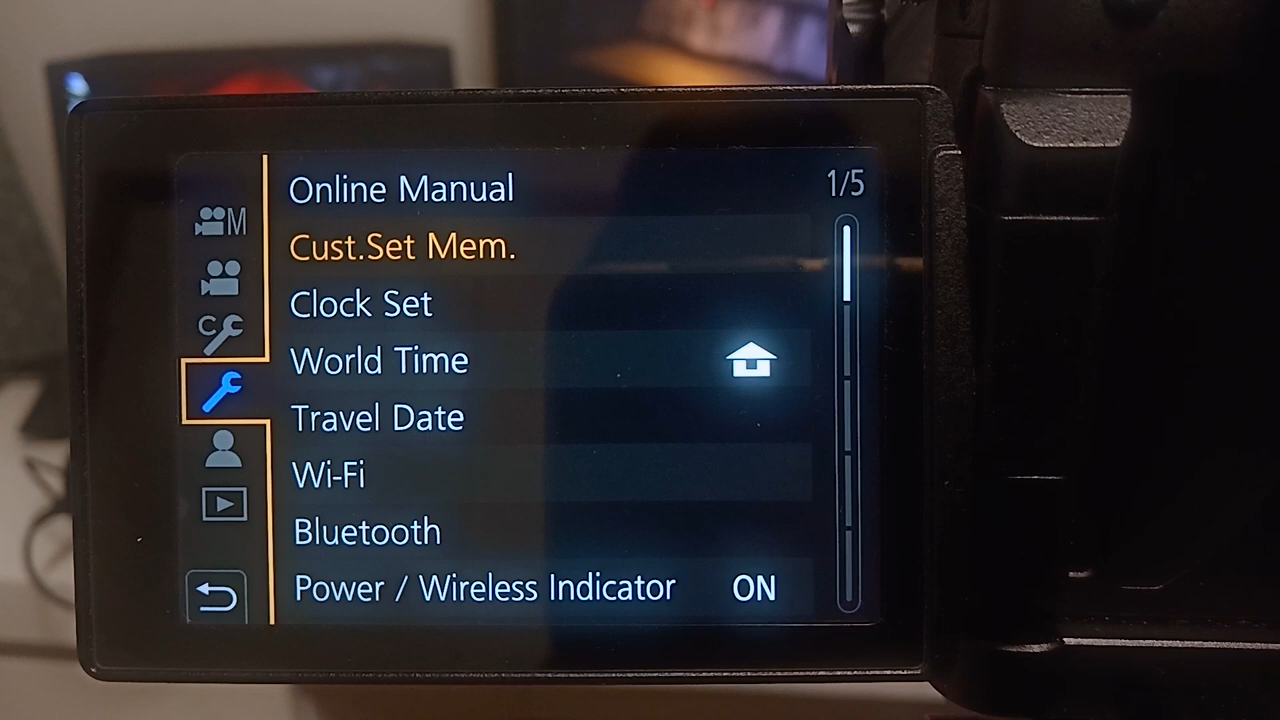 1/5
Online Manual
M
Cust.Set Mem.
Clock Set
C
World Time
Travel Date
Wi-Fi
Bluetooth
Power / Wireless Indicator ON